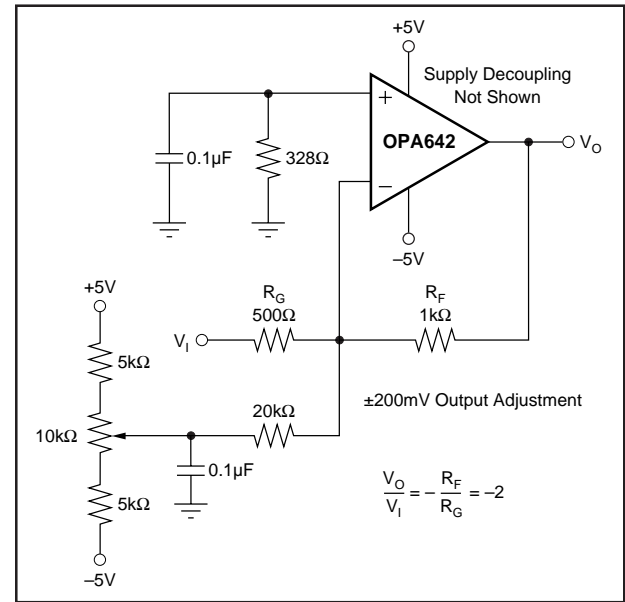 +5V
Supply Decoupling
Not Shown
+
OPA642
0.1µF
328Ω
V_O
–
–5V
+5V
R_G
500Ω
R_F
1kΩ
V_I
5kΩ
±200mV Output Adjustment
20kΩ
10kΩ
0.1µF
V_O / V_I = – R_F / R_G = –2
5kΩ
–5V